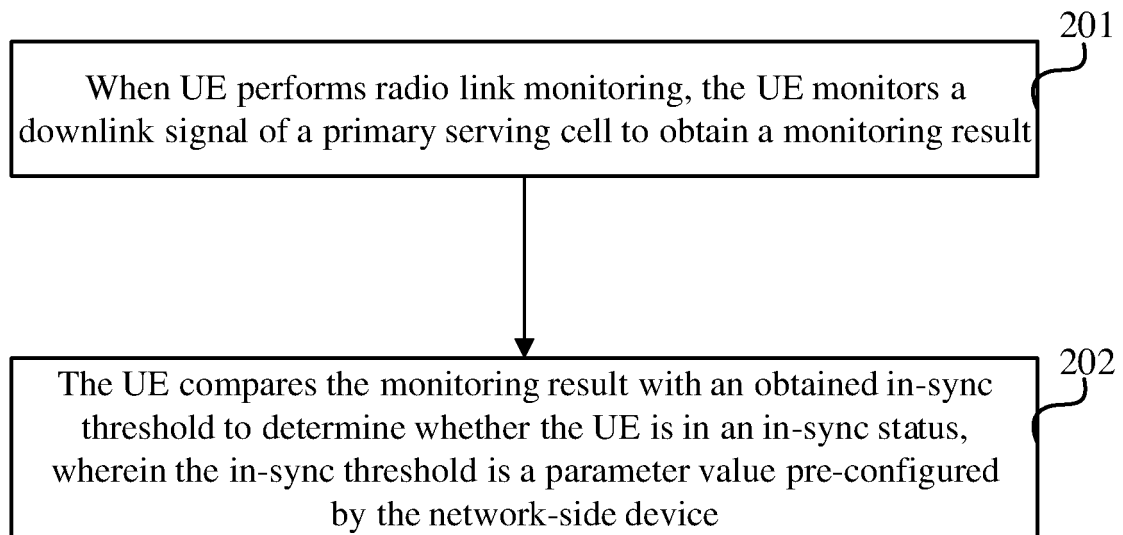 201
When UE performs radio link monitoring, the UE monitors a
downlink signal of a primary serving cell to obtain a monitoring result
202
The UE compares the monitoring result with an obtained in-sync
threshold to determine whether the UE is in an in-sync status,
wherein the in-sync threshold is a parameter value pre-configured
by the network-side device